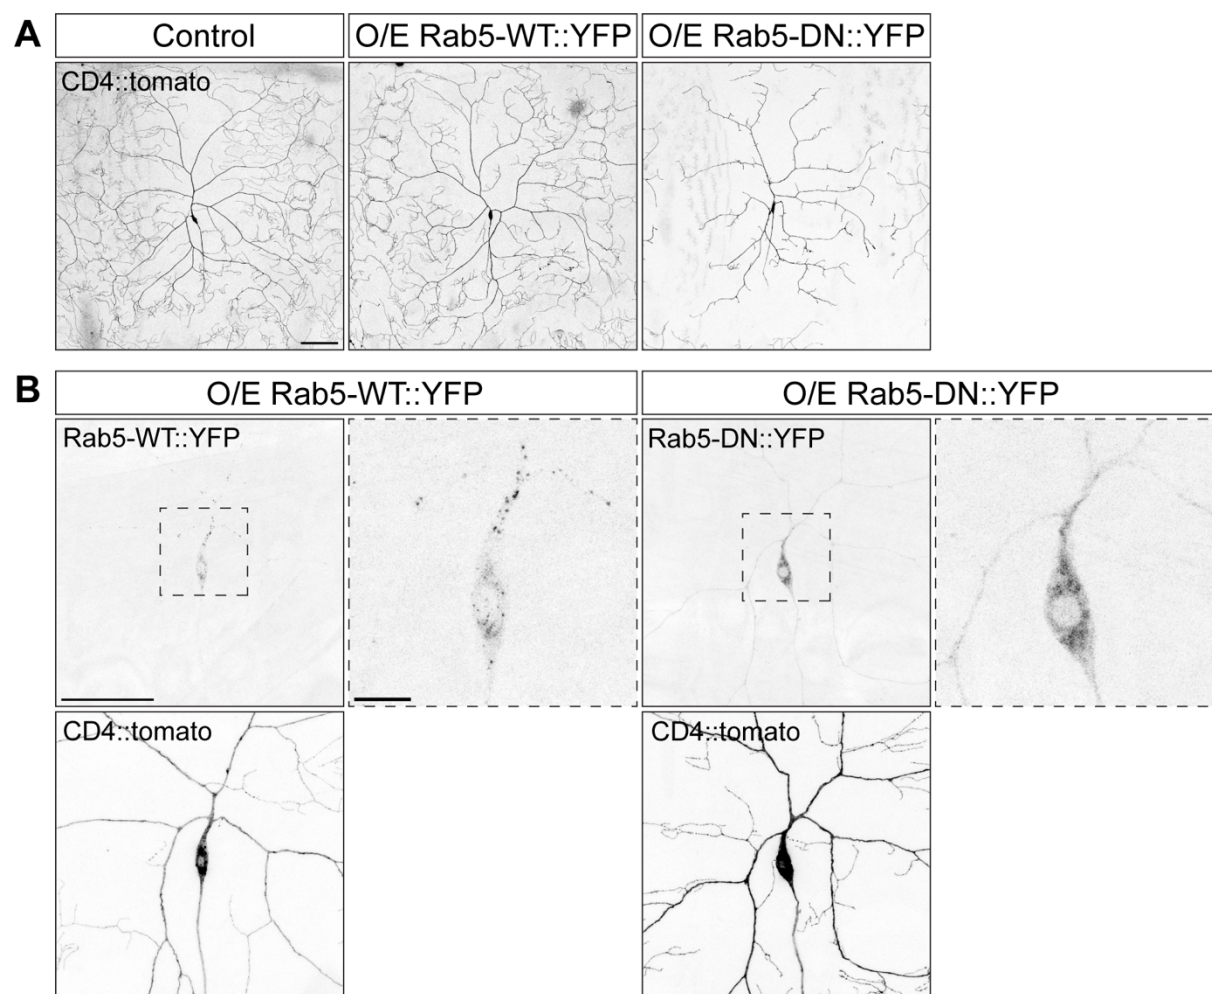 A
Control
O/E Rab5-WT::YFP
O/E Rab5-DN::YFP
CD4::tomato
B
O/E Rab5-WT::YFP
O/E Rab5-DN::YFP
Rab5-WT::YFP
Rab5-DN::YFP
CD4::tomato
CD4::tomato